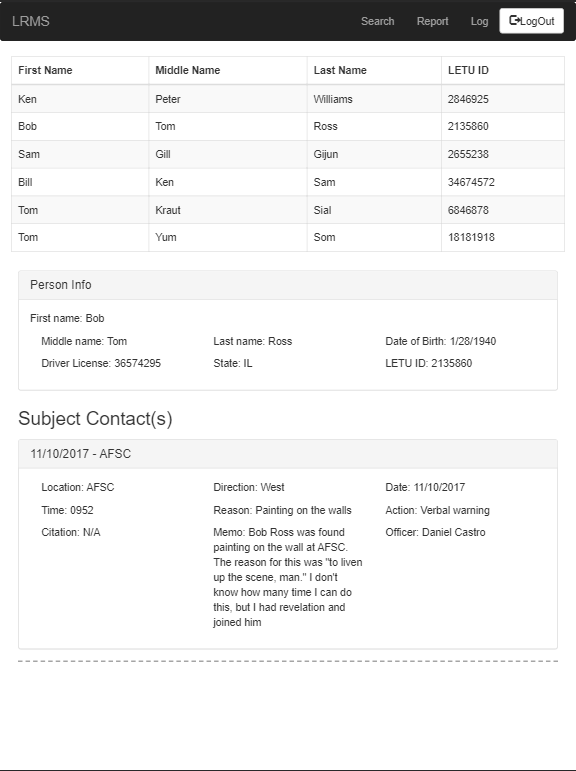 LRMS Search Report Log LogOut
First Name Middle Name Last Name LETU ID
Ken Peter Williams 2846925
Bob Tom Ross 2135860
Sam Gill Gijun 2655238
Bill Ken Sam 34674572
Tom Kraut Sial 6846878
Tom Yum Som 18181918
Person Info
First name: Bob
Middle name: Tom Last name: Ross Date of Birth: 1/28/1940
Driver License: 36574295 State: IL LETU ID: 2135860
Subject Contact(s)
11/10/2017 - AFSC
Location: AFSC Direction: West Date: 11/10/2017
Time: 0952 Reason: Painting on the walls Action: Verbal warning
Citation: N/A Memo: Bob Ross was found Officer: Daniel Castro
painting on the wall at AFSC.
The reason for this was "to liven
up the scene, man." I don't
know how many time I can do
this, but I had revelation and
joined him